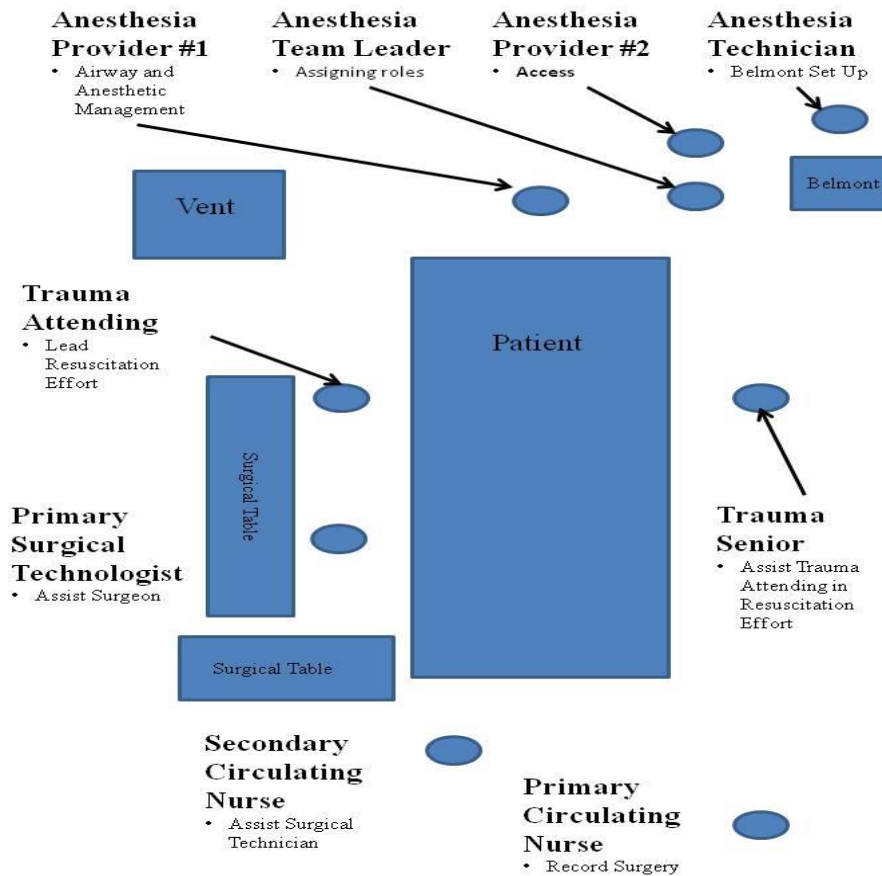 Anesthesia
Provider #1
• Airway and
Anesthetic
Management
Anesthesia
Team Leader
• Assigning roles
Anesthesia
Provider #2
• Access
Anesthesia
Technician
• Belmont Set Up
Vent
Belmont
Patient
Trauma
Attending
• Lead
Resuscitation
Effort
Surgical Table
Primary
Surgical
Technologist
• Assist Surgeon
Trauma
Senior
• Assist Trauma
Attending in
Resuscitation
Effort
Surgical Table
Secondary
Circulating
Nurse
• Assist Surgical
Technician
Primary
Circulating
Nurse
• Record Surgery